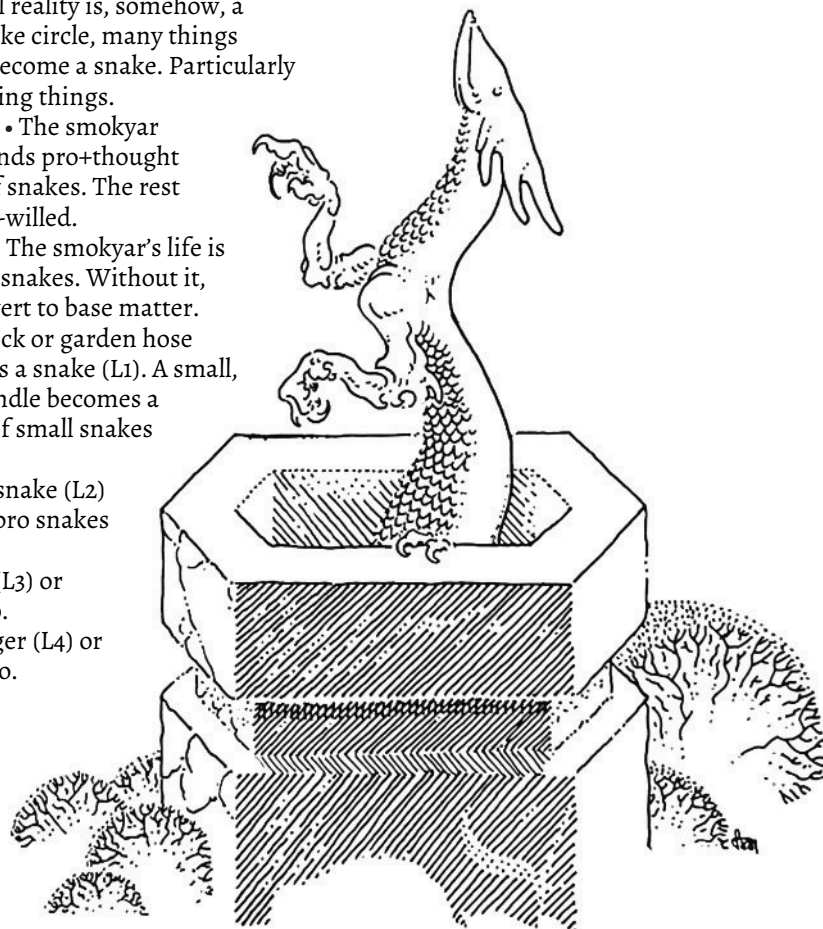 l reality is, somehow, a
ke circle, many things
ecome a snake. Particularly
ing things.
• The smokyar
nds pro+thought
f snakes. The rest
-willed.
The smokyar’s life is
snakes. Without it,
vert to base matter.
ck or garden hose
s a snake (L1). A small,
ndle becomes a
f small snakes
snake (L2)
pro snakes
(L3) or
o.
ger (L4) or
o.